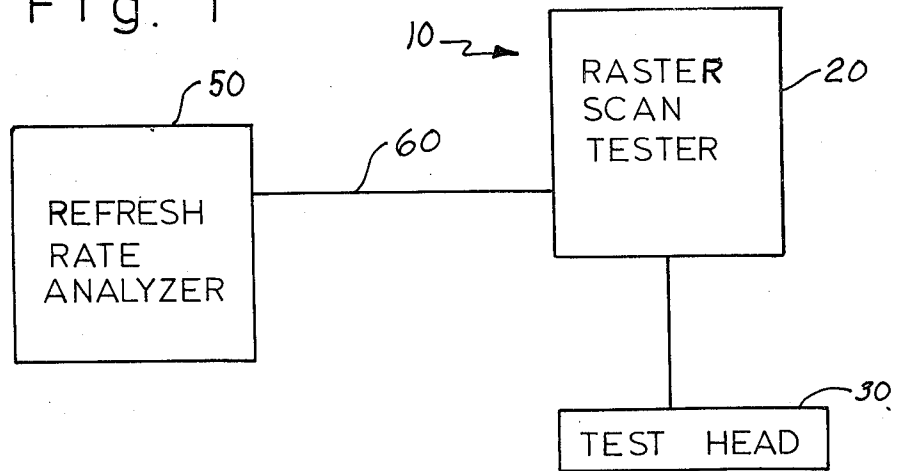 Fig. 1
10
50
60
20
REFRESH
RATE
ANALYZER
RASTER
SCAN
TESTER
30
TEST HEAD